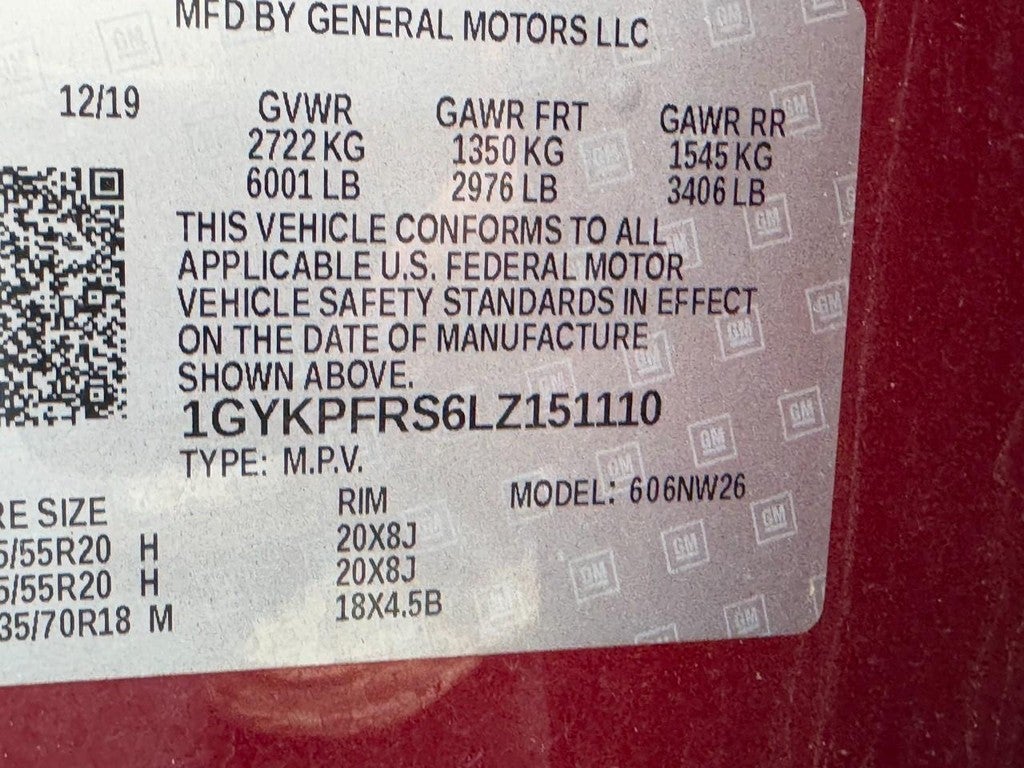 MFD BY GENERAL MOTORS LLC
12/19 GVWR GAWR FRT GAWR RR
2722 KG 1350 KG 1545 KG
6001 LB 2976 LB 3406 LB
THIS VEHICLE CONFORMS TO ALL
APPLICABLE U.S. FEDERAL MOTOR
VEHICLE SAFETY STANDARDS IN EFFECT
ON THE DATE OF MANUFACTURE
SHOWN ABOVE.
1GYKPFRS6LZ151110
TYPE: M.P.V. MODEL: 606NW26
RE SIZE RIM
5/55R20 H 20X8J
5/55R20 H 20X8J
35/70R18 M 18X4.5B